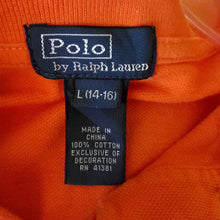 Polo
by Ralph Lauren
L (14-16)
MADE IN
CHINA
100% COTTON
EXCLUSIVE OF
DECORATION
RN 41381